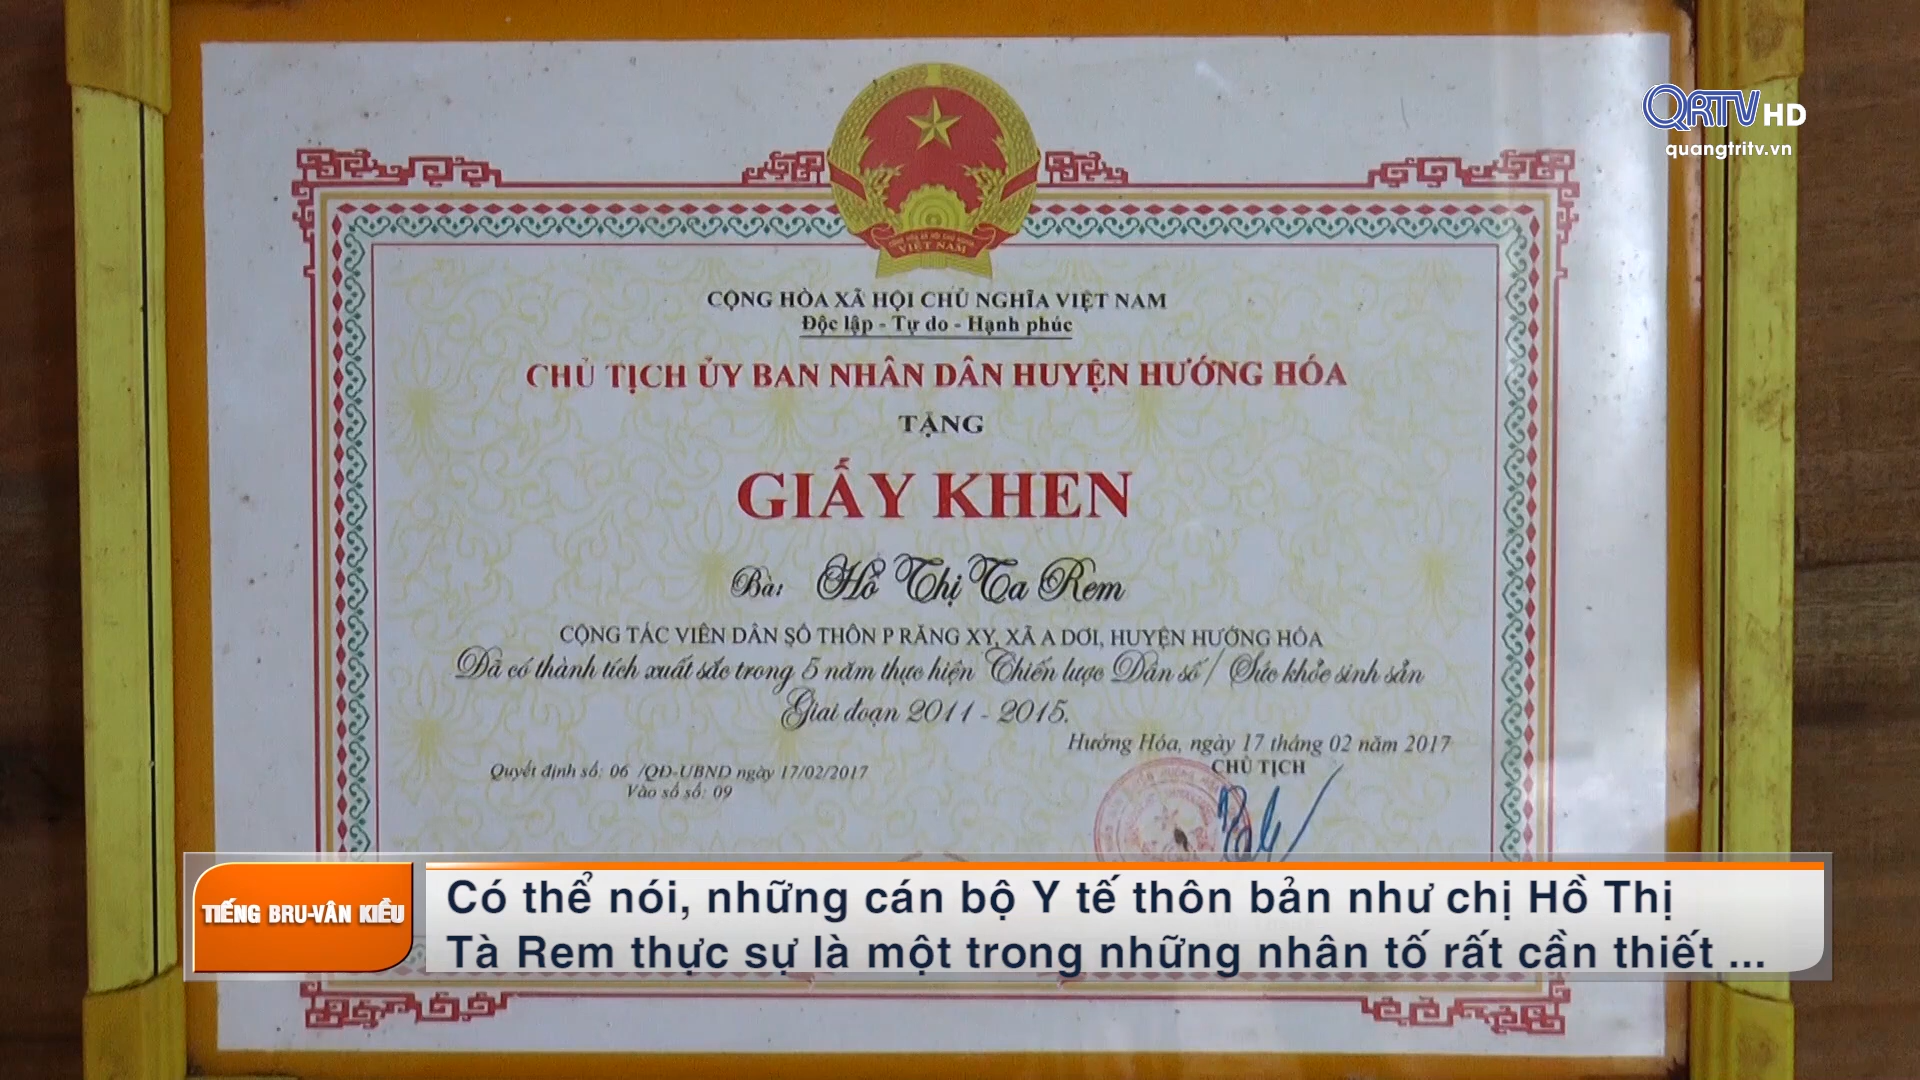 QRTV HD
quangtritv.vn
VIỆT NAM
CỘNG HÒA XÃ HỘI CHỦ NGHĨA VIỆT NAM
Độc lập - Tự do - Hạnh phúc
CHỦ TỊCH ỦY BAN NHÂN DÂN HUYỆN HƯỚNG HÓA
TẶNG
GIẤY KHEN
Bà: Hồ Thị Ta Rem
CỘNG TÁC VIÊN DÂN SỐ THÔN P RĂNG XY, XÃ A DƠI, HUYỆN HƯỚNG HÓA
Đã có thành tích xuất sắc trong 5 năm thực hiện Chiến lược Dân số / Sức khỏe sinh sản
Giai đoạn 2011 - 2015.
Hướng Hóa, ngày 17 tháng 02 năm 2017
Quyết định số: 06 /QĐ-UBND ngày 17/02/2017
CHỦ TỊCH
Vào sổ số: 09
TIẾNG BRU-VÂN KIỀU
Có thể nói, những cán bộ Y tế thôn bản như chị Hồ Thị
Tà Rem thực sự là một trong những nhân tố rất cần thiết ...